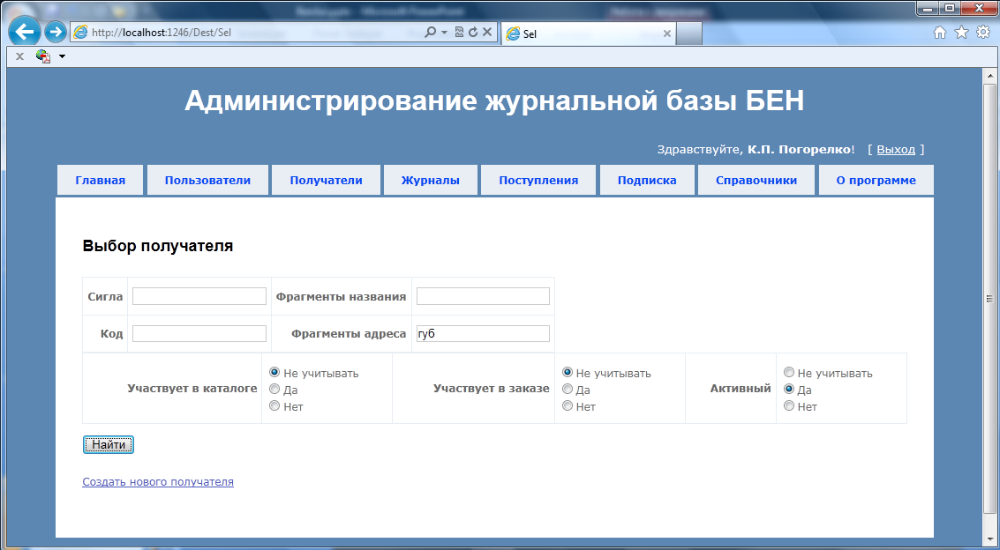 http://localhost:1246/Dest/Sel
Sel
Администрирование журнальной базы БЕН
Здравствуйте, К.П. Погорелко! [ Выход ]
Главная Пользователи Получатели Журналы Поступления Подписка Справочники О программе
Выбор получателя
Сигла Фрагменты названия
Код Фрагменты адреса губ
Участвует в каталоге Не учитывать Да Нет
Участвует в заказе Не учитывать Да Нет
Активный Не учитывать Да Нет
Найти
Создать нового получателя